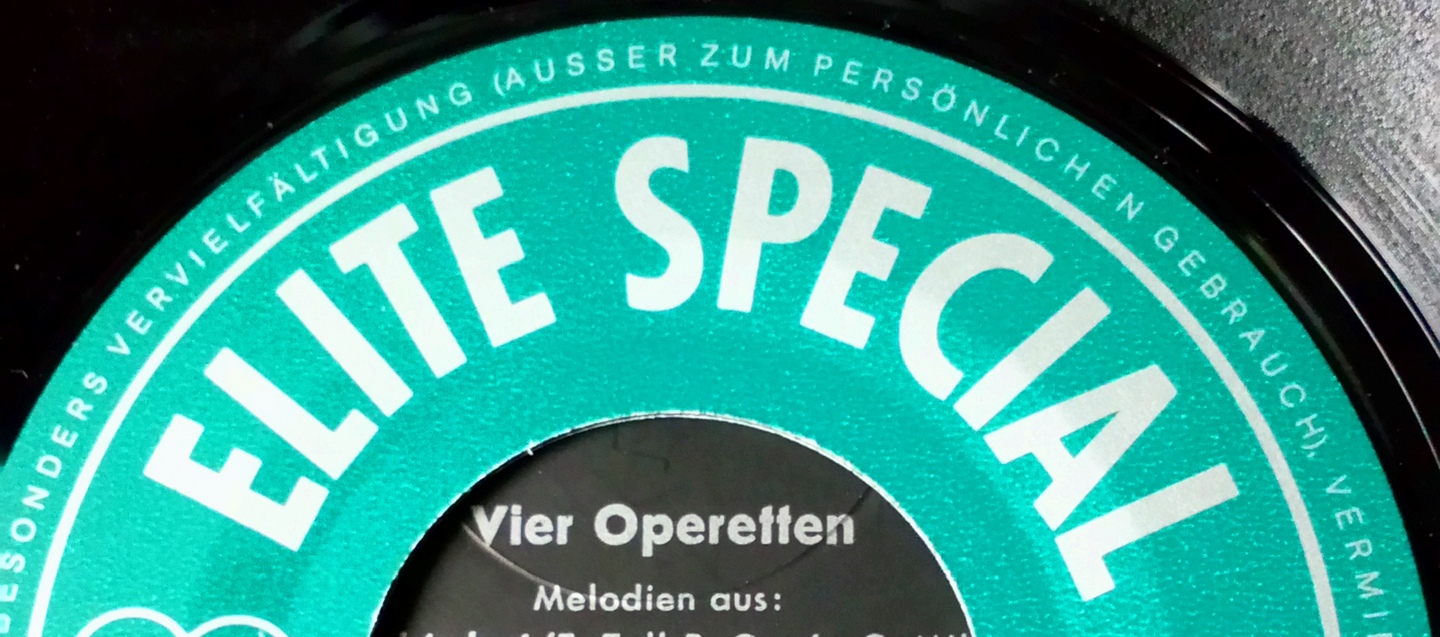 BESONDERS VERVIELFÄLTIGUNG (AUSSER ZUM PERSÖNLICHEN GEBRAUCH), VERMI
ELITE SPECIAL
Vier Operetten
Melodien aus: